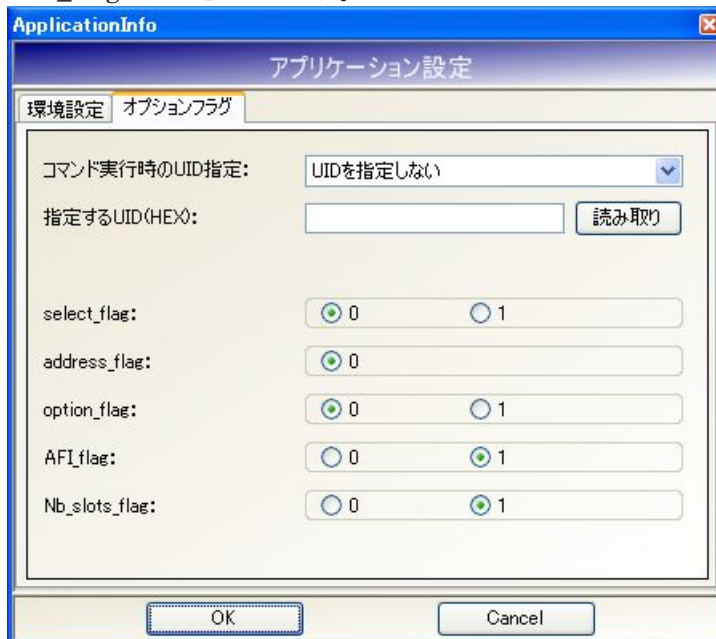 ApplicationInfo
アプリケーション設定
環境設定 オプションフラグ
コマンド実行時のUID指定: UIDを指定しない
指定するUID(HEX): 読み取り
select_flag: 0 1
address_flag: 0
option_flag: 0 1
AFI_flag: 0 1
Nb_slots_flag: 0 1
OK Cancel